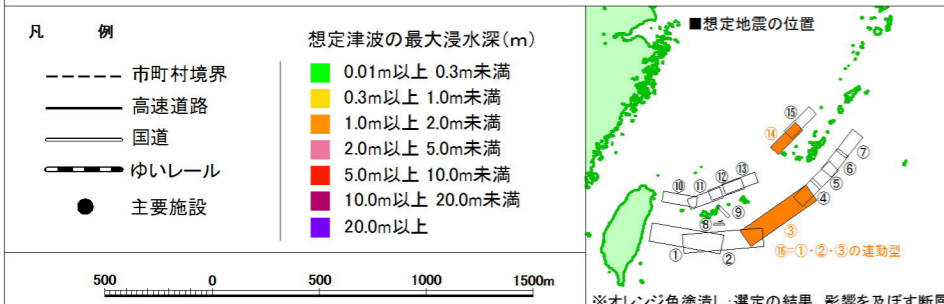 凡 例
市町村境界
高速道路
国道
ゆいレール
主要施設
想定津波の最大浸水深(m)
0.01m以上 0.3m未満
0.3m以上 1.0m未満
1.0m以上 2.0m未満
2.0m以上 5.0m未満
5.0m以上 10.0m未満
10.0m以上 20.0m未満
20.0m以上
500 0 500 1000 1500m
■想定地震の位置
⑮
⑭
⑦
⑥
⑤
④
⑬
⑫
⑪
⑩
⑨
⑧
③
①
②
⑯=①・②・③の連動型
※オレンジ色塗潰し:選定の結果、影響を及ぼす断層